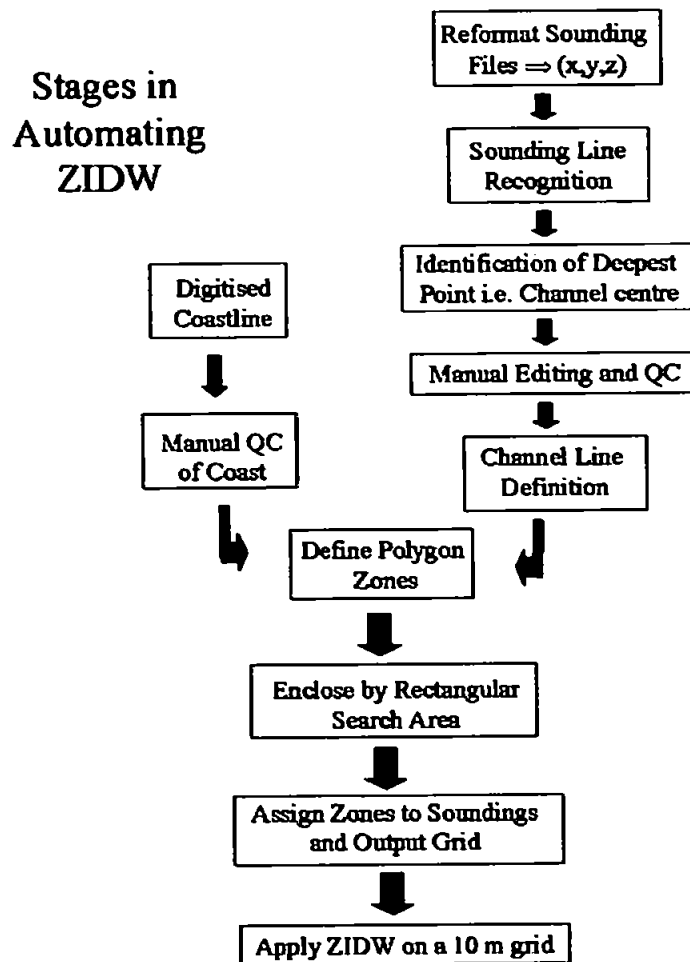 Stages in
Automating
ZIDW
Reformat Sounding
Files ⇒ (x,y,z)
Sounding Line
Recognition
Identification of Deepest
Point i.e. Channel centre
Manual Editing and QC
Channel Line
Definition
Digitised
Coastline
Manual QC
of Coast
Define Polygon
Zones
Enclose by Rectangular
Search Area
Assign Zones to Soundings
and Output Grid
Apply ZIDW on a 10 m grid